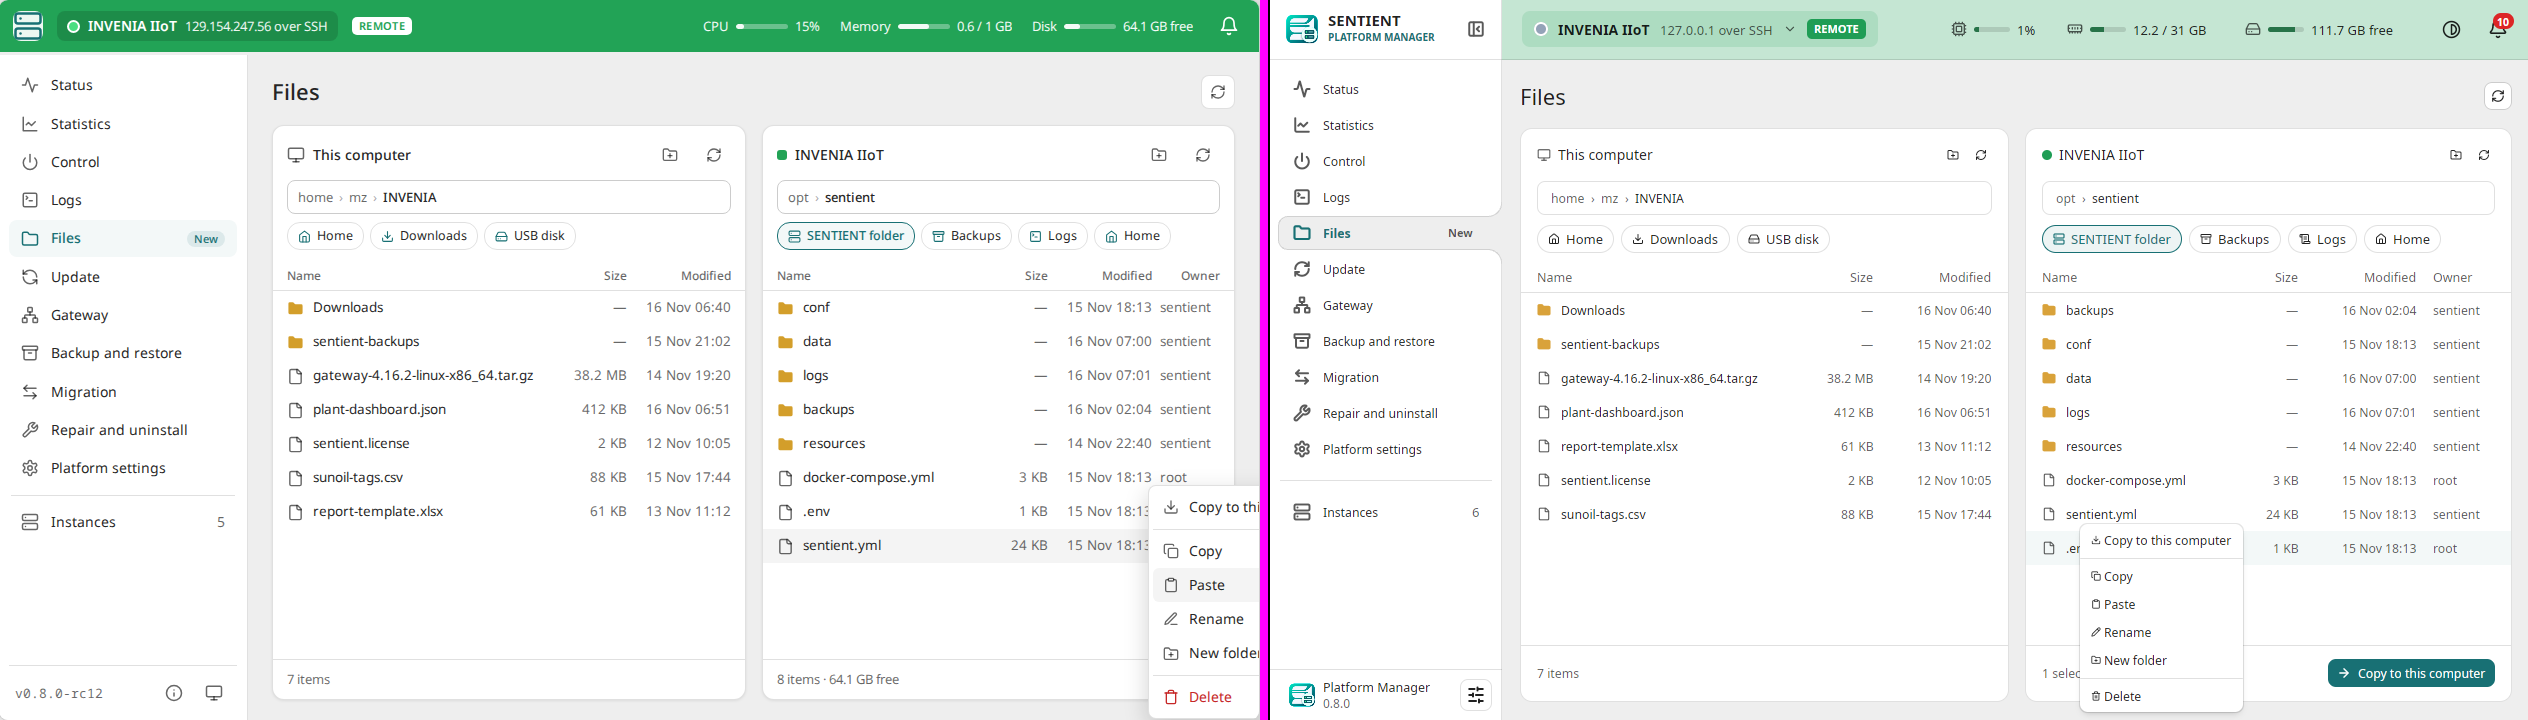 INVENIA IIoT 129.154.247.56 over SSH REMOTE CPU 15% Memory 0.6 / 1 GB Disk 64.1 GB free
Status
Statistics
Control
Logs
Files New
Update
Gateway
Backup and restore
Migration
Repair and uninstall
Platform settings
Instances 5
v0.8.0-rc12
Files
This computer
home › mz › INVENIA
Home Downloads USB disk
Name Size Modified
Downloads — 16 Nov 06:40
sentient-backups — 15 Nov 21:02
gateway-4.16.2-linux-x86_64.tar.gz 38.2 MB 14 Nov 19:20
plant-dashboard.json 412 KB 16 Nov 06:51
sentient.license 2 KB 12 Nov 10:05
sunoil-tags.csv 88 KB 15 Nov 17:44
report-template.xlsx 61 KB 13 Nov 11:12
7 items
INVENIA IIoT
opt › sentient
SENTIENT folder Backups Logs Home
Name Size Modified Owner
conf — 15 Nov 18:13 sentient
data — 16 Nov 07:00 sentient
logs — 16 Nov 07:01 sentient
backups — 16 Nov 02:04 sentient
resources — 14 Nov 22:40 sentient
docker-compose.yml 3 KB 15 Nov 18:13 root
.env 1 KB 15 Nov 18:13
sentient.yml 24 KB 15 Nov 18:13
8 items · 64.1 GB free
Copy to thi
Copy
Paste
Rename
New folder
Delete
SENTIENT
PLATFORM MANAGER
INVENIA IIoT 127.0.0.1 over SSH REMOTE 1% 12.2 / 31 GB 111.7 GB free 10
Status
Statistics
Control
Logs
Files New
Update
Gateway
Backup and restore
Migration
Repair and uninstall
Platform settings
Instances 6
Platform Manager
0.8.0
Files
This computer
home › mz › INVENIA
Home Downloads USB disk
Name Size Modified
Downloads — 16 Nov 06:40
sentient-backups — 15 Nov 21:02
gateway-4.16.2-linux-x86_64.tar.gz 38.2 MB 14 Nov 19:20
plant-dashboard.json 412 KB 16 Nov 06:51
report-template.xlsx 61 KB 13 Nov 11:12
sentient.license 2 KB 12 Nov 10:05
sunoil-tags.csv 88 KB 15 Nov 17:44
7 items
INVENIA IIoT
opt › sentient
SENTIENT folder Backups Logs Home
Name Size Modified Owner
backups — 16 Nov 02:04 sentient
conf — 15 Nov 18:13 sentient
data — 16 Nov 07:00 sentient
logs — 16 Nov 07:01 sentient
resources — 14 Nov 22:40 sentient
docker-compose.yml 3 KB 15 Nov 18:13 root
sentient.yml 24 KB 15 Nov 18:13 sentient
.en 1 KB 15 Nov 18:13 root
Copy to this computer
Copy
Paste
Rename
New folder
Delete
1 selec
Copy to this computer